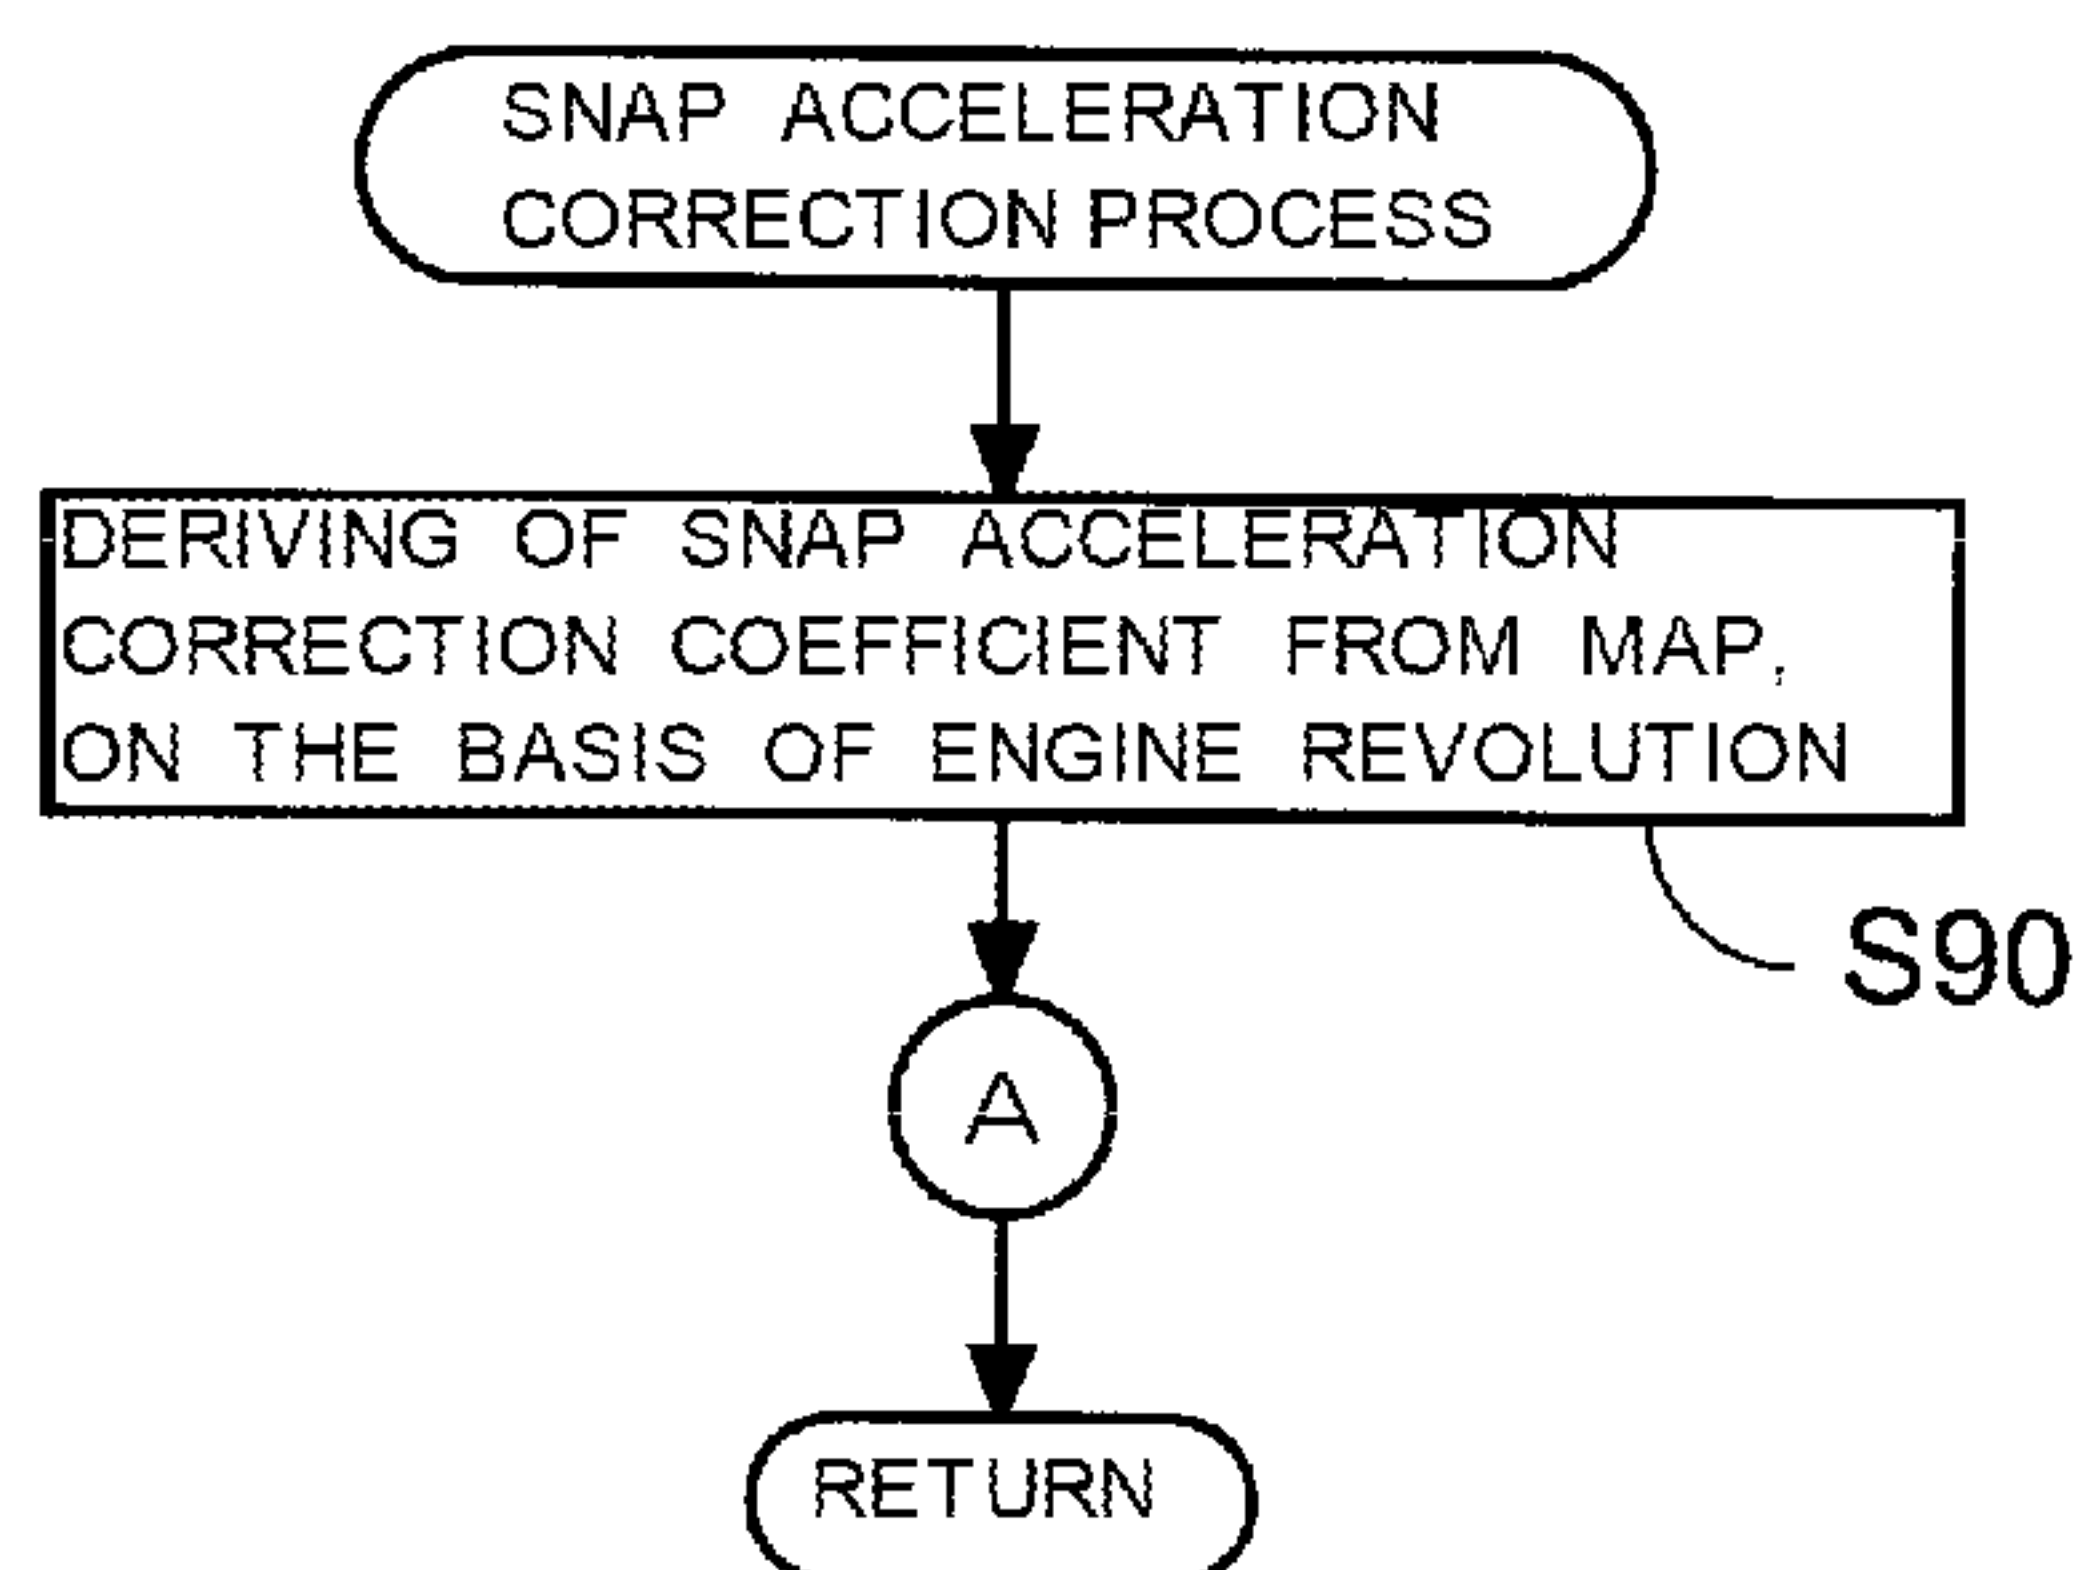 SNAP ACCELERATION
CORRECTION PROCESS
DERIVING OF SNAP ACCELERATION
CORRECTION COEFFICIENT FROM MAP,
ON THE BASIS OF ENGINE REVOLUTION
S90
A
RETURN